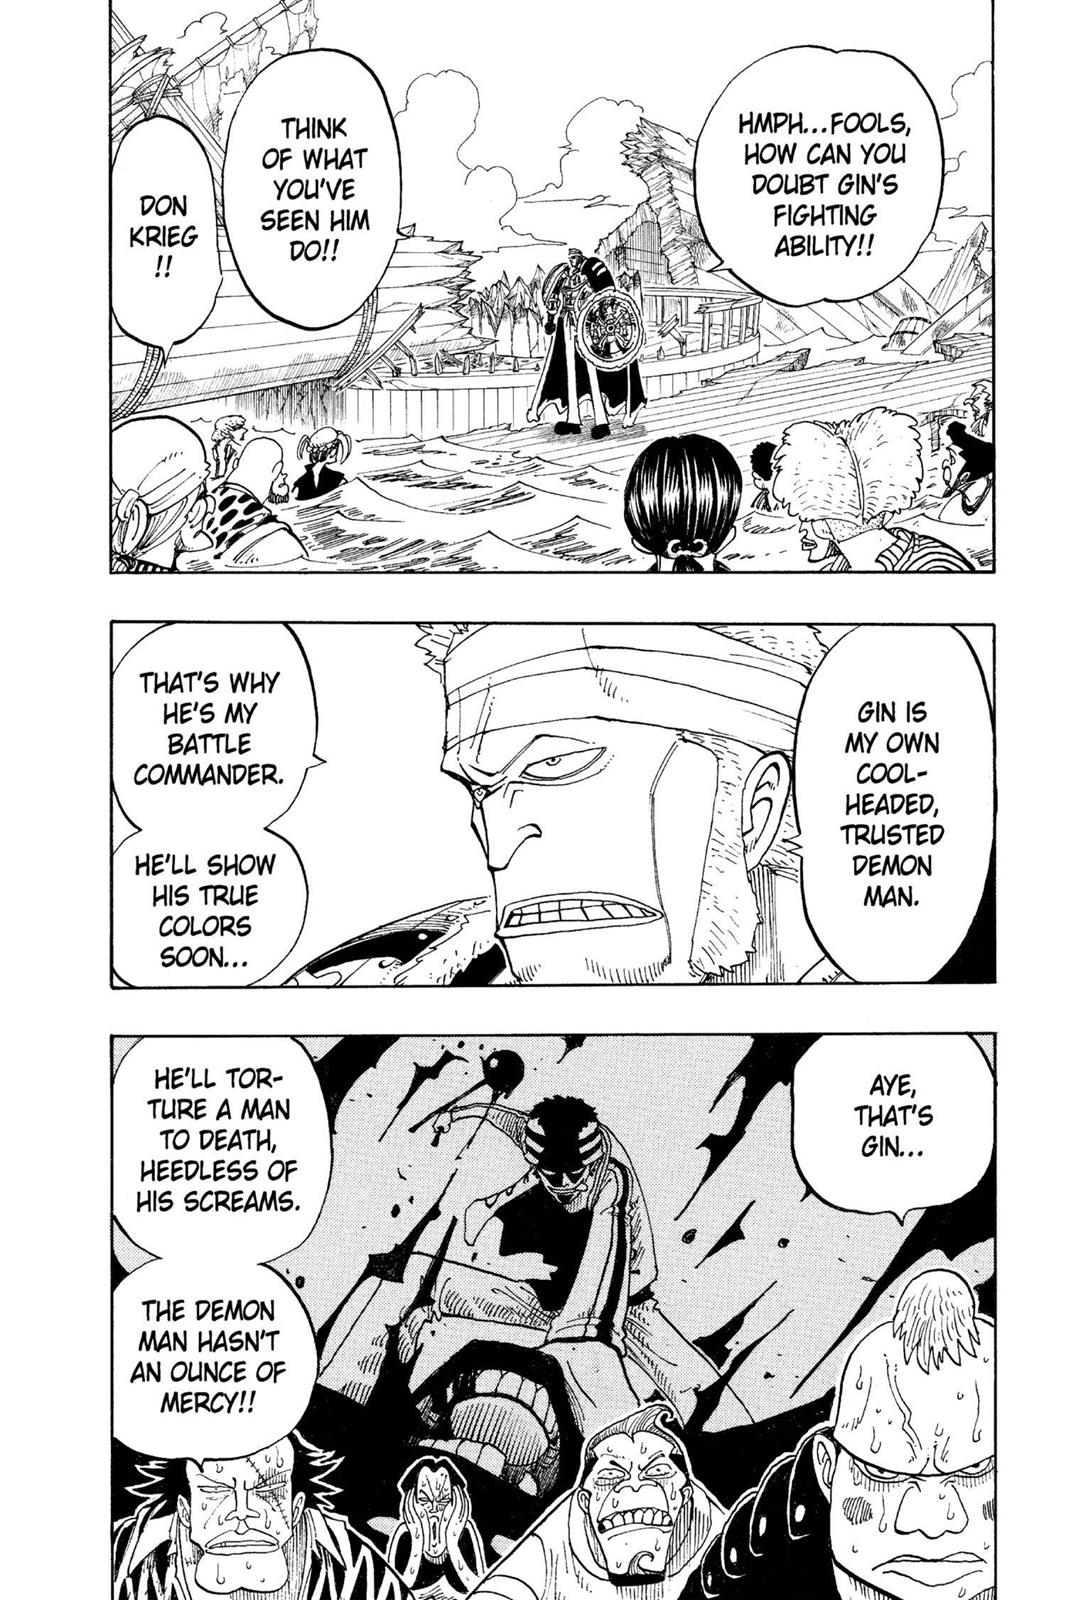 HMPH...FOOLS,
HOW CAN YOU
DOUBT GIN'S
FIGHTING
ABILITY!!
THINK
OF WHAT
YOU'VE
SEEN HIM
DO!!
DON
KRIEG
!!
GIN IS
MY OWN
COOL-
HEADED,
TRUSTED
DEMON
MAN.
THAT'S WHY
HE'S MY
BATTLE
COMMANDER.
HE'LL SHOW
HIS TRUE
COLORS
SOON...
AYE,
THAT'S
GIN...
HE'LL TOR-
TURE A MAN
TO DEATH,
HEEDLESS OF
HIS SCREAMS.
THE DEMON
MAN HASN'T
AN OUNCE OF
MERCY!!